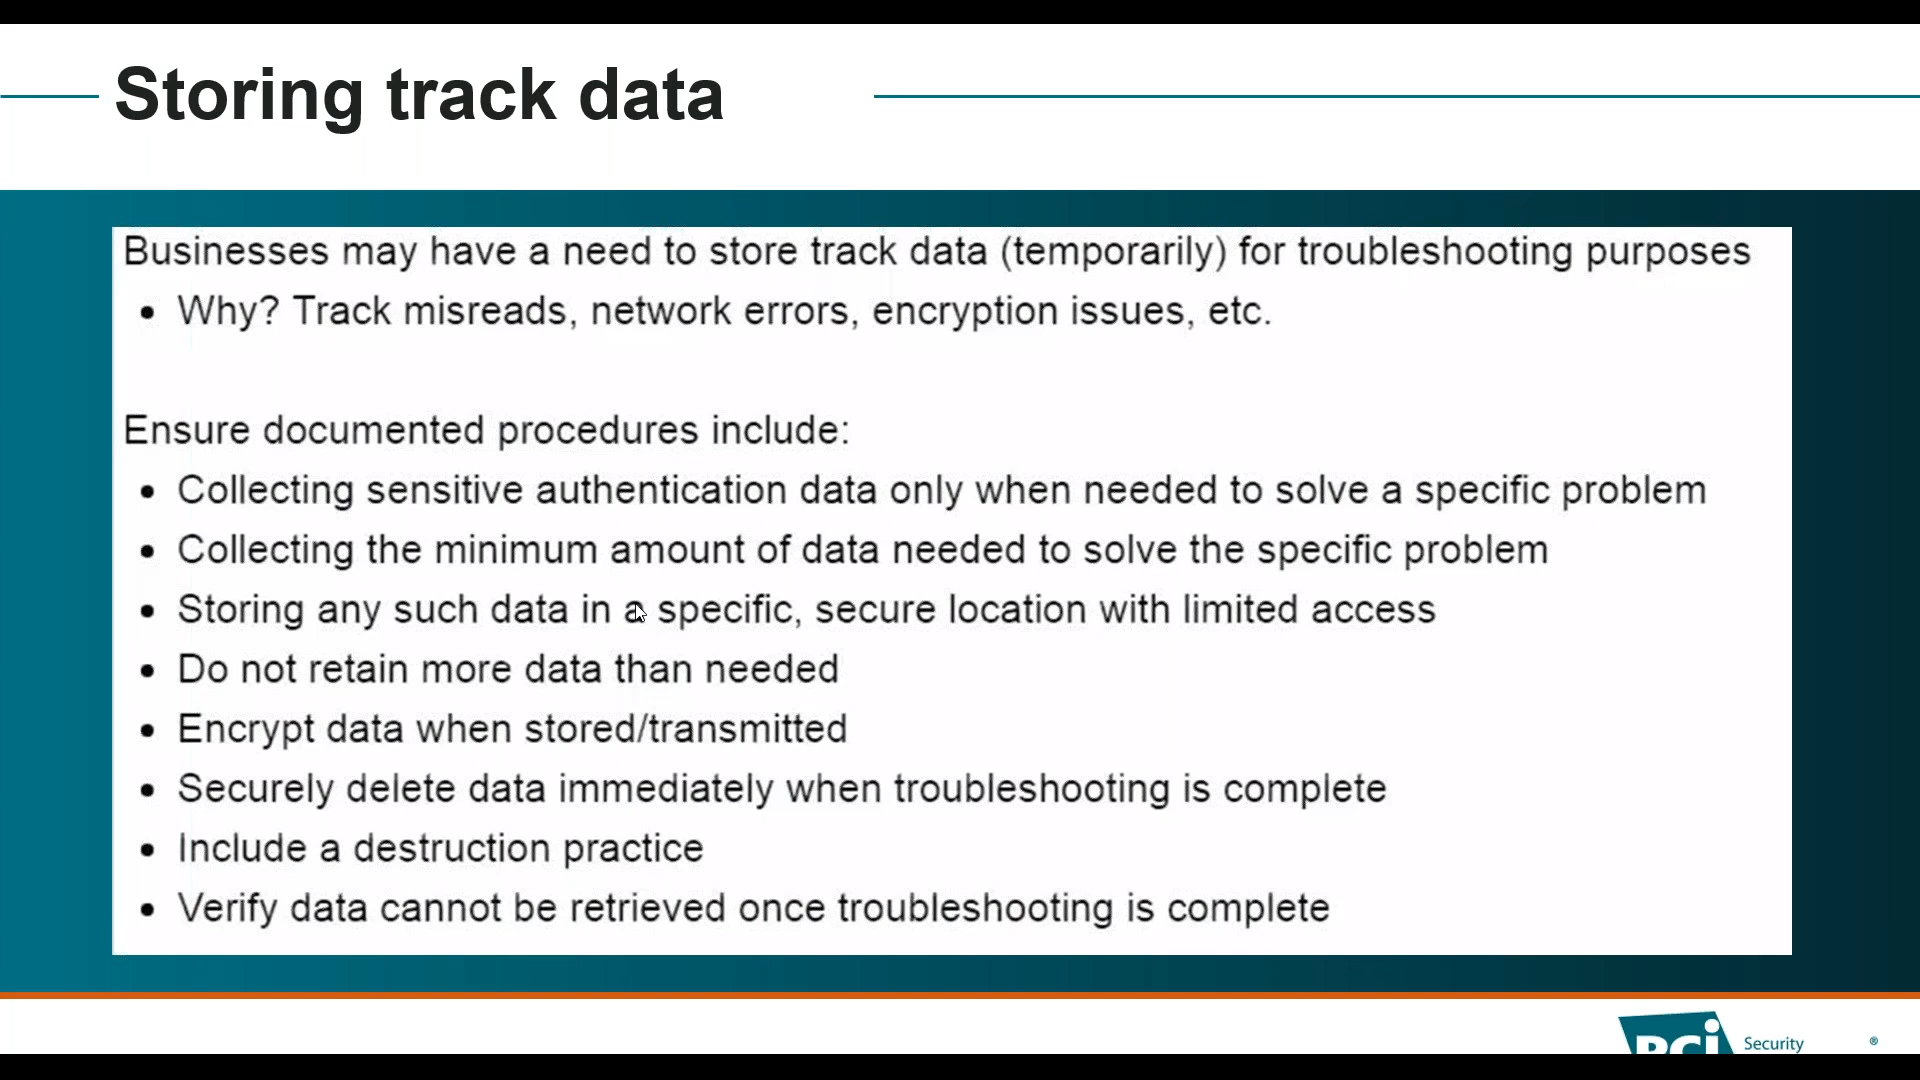 Storing track data
Businesses may have a need to store track data (temporarily) for troubleshooting purposes
• Why? Track misreads, network errors, encryption issues, etc.
Ensure documented procedures include:
• Collecting sensitive authentication data only when needed to solve a specific problem
• Collecting the minimum amount of data needed to solve the specific problem
• Storing any such data in a specific, secure location with limited access
• Do not retain more data than needed
• Encrypt data when stored/transmitted
• Securely delete data immediately when troubleshooting is complete
• Include a destruction practice
• Verify data cannot be retrieved once troubleshooting is complete
PCi Security ®